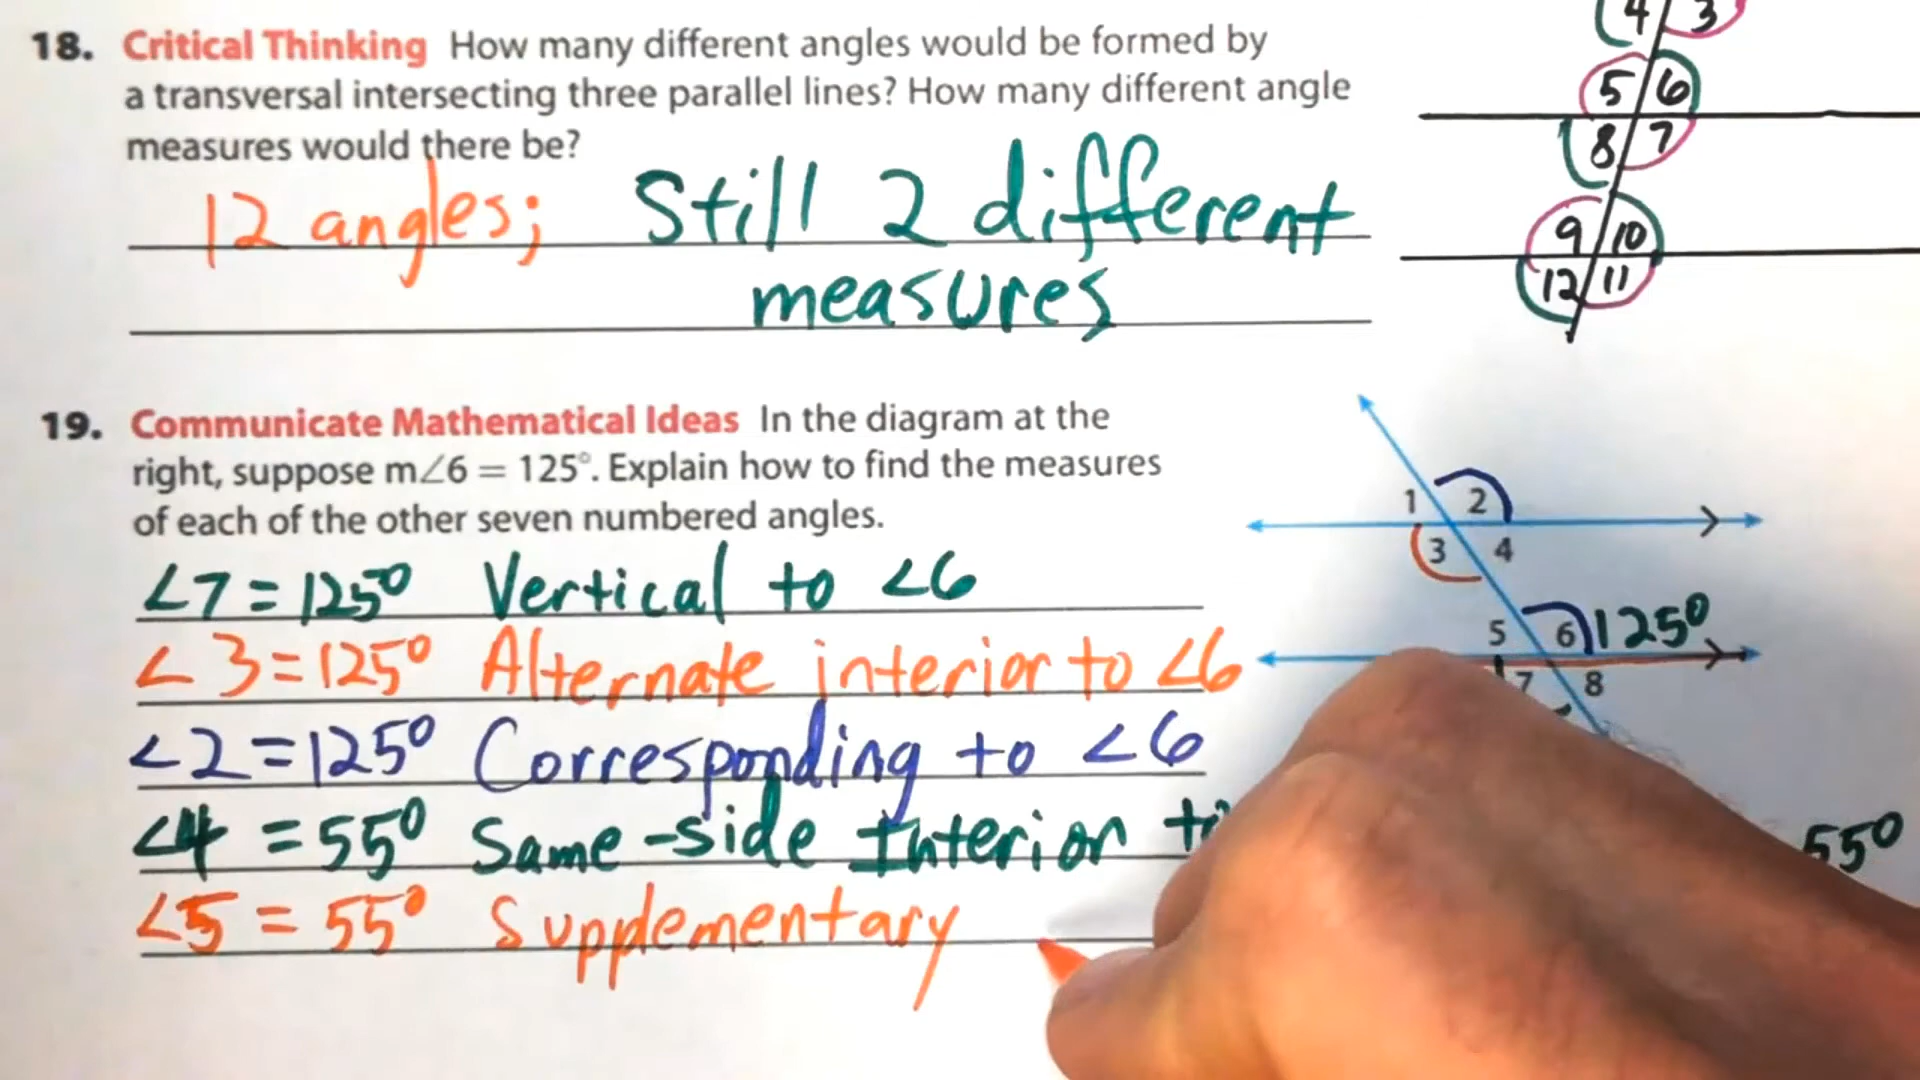 18. Critical Thinking How many different angles would be formed by
a transversal intersecting three parallel lines? How many different angle
measures would there be?
12 angles; Still 2 different
measures
4 3
5 6
8 7
9 10
12 11
19. Communicate Mathematical Ideas In the diagram at the
right, suppose m∠6 = 125°. Explain how to find the measures
of each of the other seven numbered angles.
∠7 = 125° Vertical to ∠6
∠3 = 125° Alternate interior to ∠6
∠2 = 125° Corresponding to ∠6
∠4 = 55° Same-side Interior to
∠5 = 55° Supplementary
1 2
3 4
5 6 125°
7 8
55°